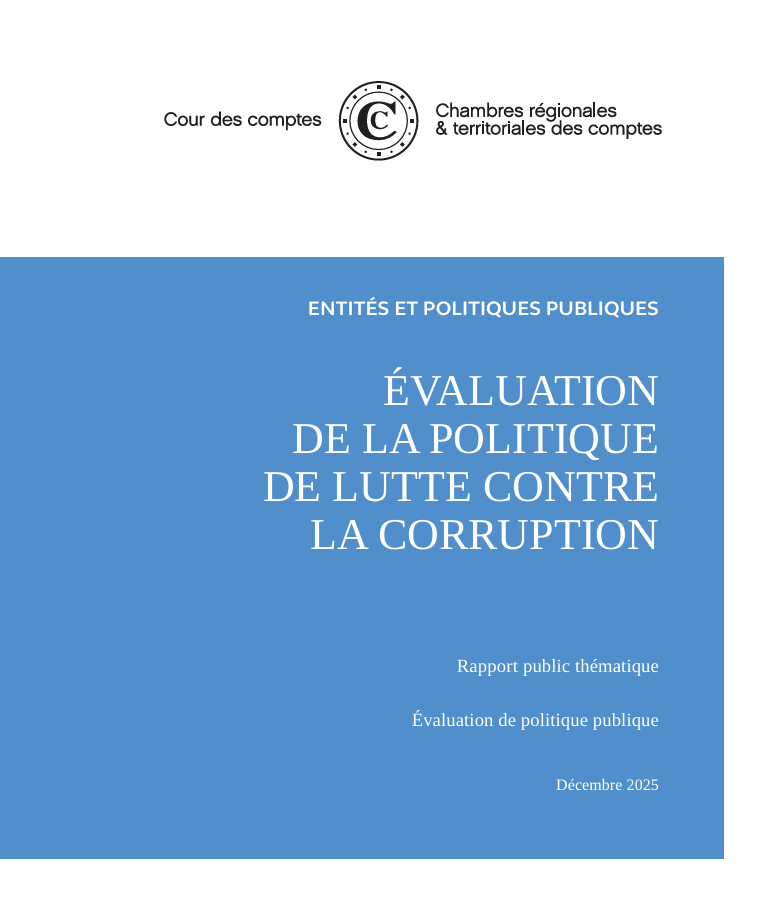 Cour des comptes
CC
Chambres régionales
& territoriales des comptes
ENTITÉS ET POLITIQUES PUBLIQUES
ÉVALUATION
DE LA POLITIQUE
DE LUTTE CONTRE
LA CORRUPTION
Rapport public thématique
Évaluation de politique publique
Décembre 2025